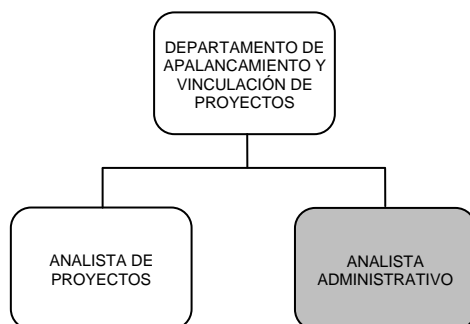 DEPARTAMENTO DE
APALANCAMIENTO Y
VINCULACIÓN DE
PROYECTOS
ANALISTA DE
PROYECTOS
ANALISTA
ADMINISTRATIVO